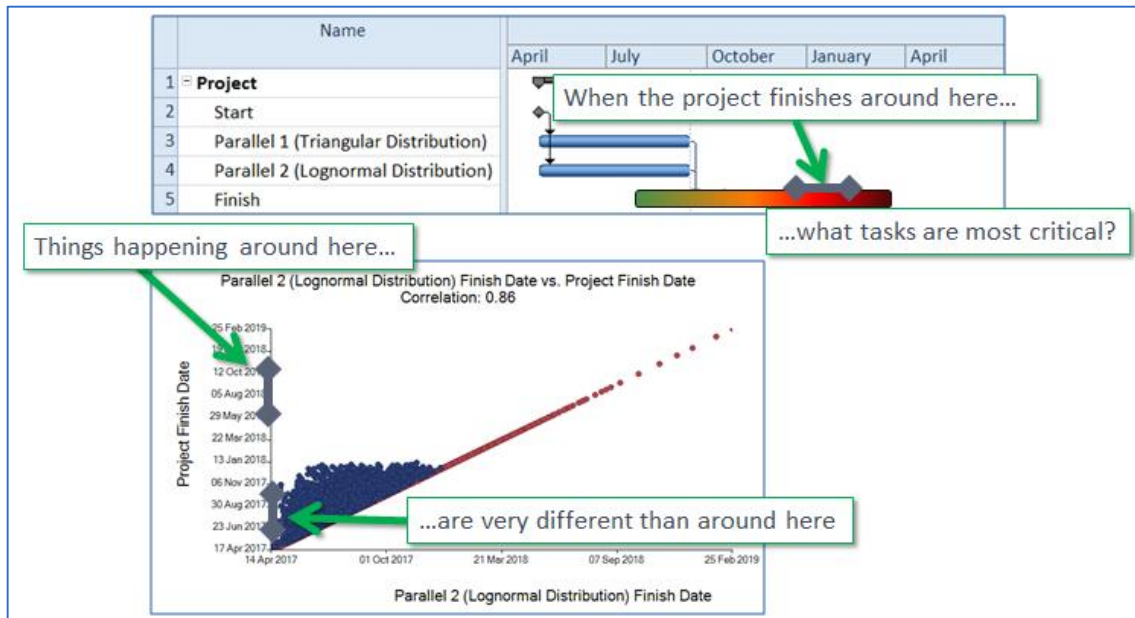 Name
April July October January April
1 Project
When the project finishes around here...
2 Start
3 Parallel 1 (Triangular Distribution)
4 Parallel 2 (Lognormal Distribution)
5 Finish
...what tasks are most critical?
Things happening around here...
Parallel 2 (Lognormal Distribution) Finish Date vs. Project Finish Date
Correlation: 0.86
Project Finish Date
25 Feb 2019
2018
12 Oct
05 Aug 2018
29 May
22 Mar 2018
13 Jan 2018
06 Nov 2017
30 Aug 2017
23 Jun 2017
17 Apr 2017
...are very different than around here
14 Apr 2017 01 Oct 2017 21 Mar 2018 07 Sep 2018 25 Feb 2019
Parallel 2 (Lognormal Distribution) Finish Date